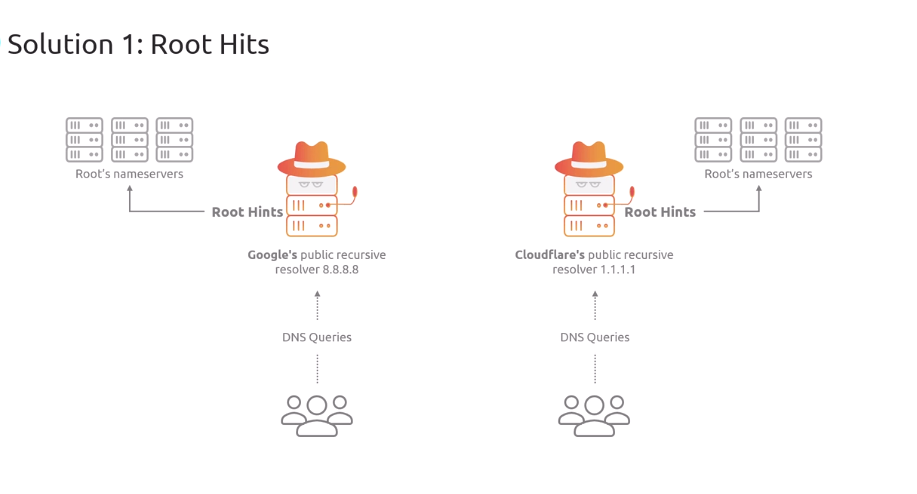 Solution 1: Root Hits
Root's nameservers
Root's nameservers
Root Hints
Root Hints
Google's public recursive
resolver 8.8.8.8
Cloudflare's public recursive
resolver 1.1.1.1
DNS Queries
DNS Queries